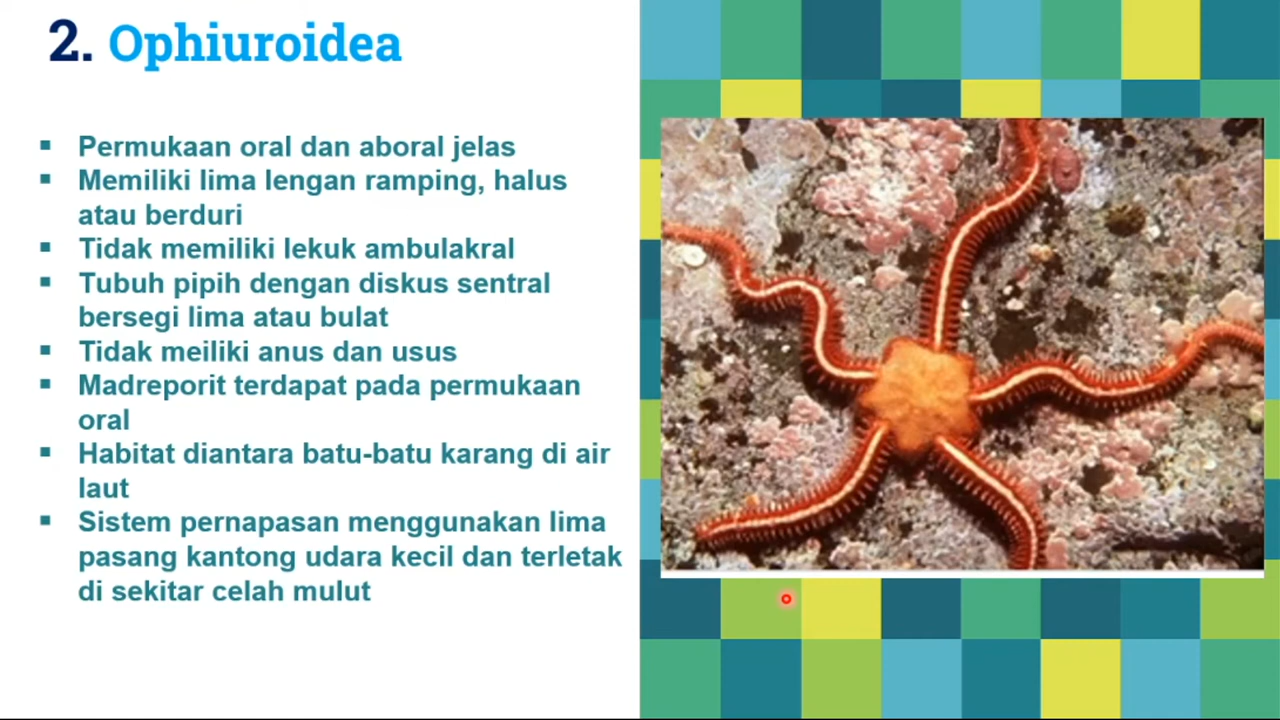 2. Ophiuroidea
▪ Permukaan oral dan aboral jelas
▪ Memiliki lima lengan ramping, halus
atau berduri
▪ Tidak memiliki lekuk ambulakral
▪ Tubuh pipih dengan diskus sentral
bersegi lima atau bulat
▪ Tidak meiliki anus dan usus
▪ Madreporit terdapat pada permukaan
oral
▪ Habitat diantara batu-batu karang di air
laut
▪ Sistem pernapasan menggunakan lima
pasang kantong udara kecil dan terletak
di sekitar celah mulut